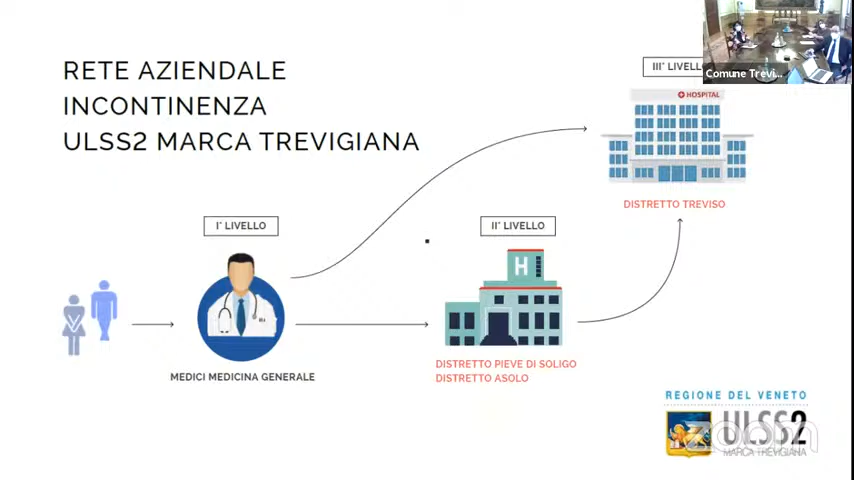 RETE AZIENDALE
INCONTINENZA
ULSS2 MARCA TREVIGIANA
III° LIVELLO
Comune Trevi...
HOSPITAL
DISTRETTO TREVISO
I° LIVELLO
II° LIVELLO
H
MEDICI MEDICINA GENERALE
DISTRETTO PIEVE DI SOLIGO
DISTRETTO ASOLO
REGIONE DEL VENETO
ULSS2
zoom
MARCA TREVIGIANA